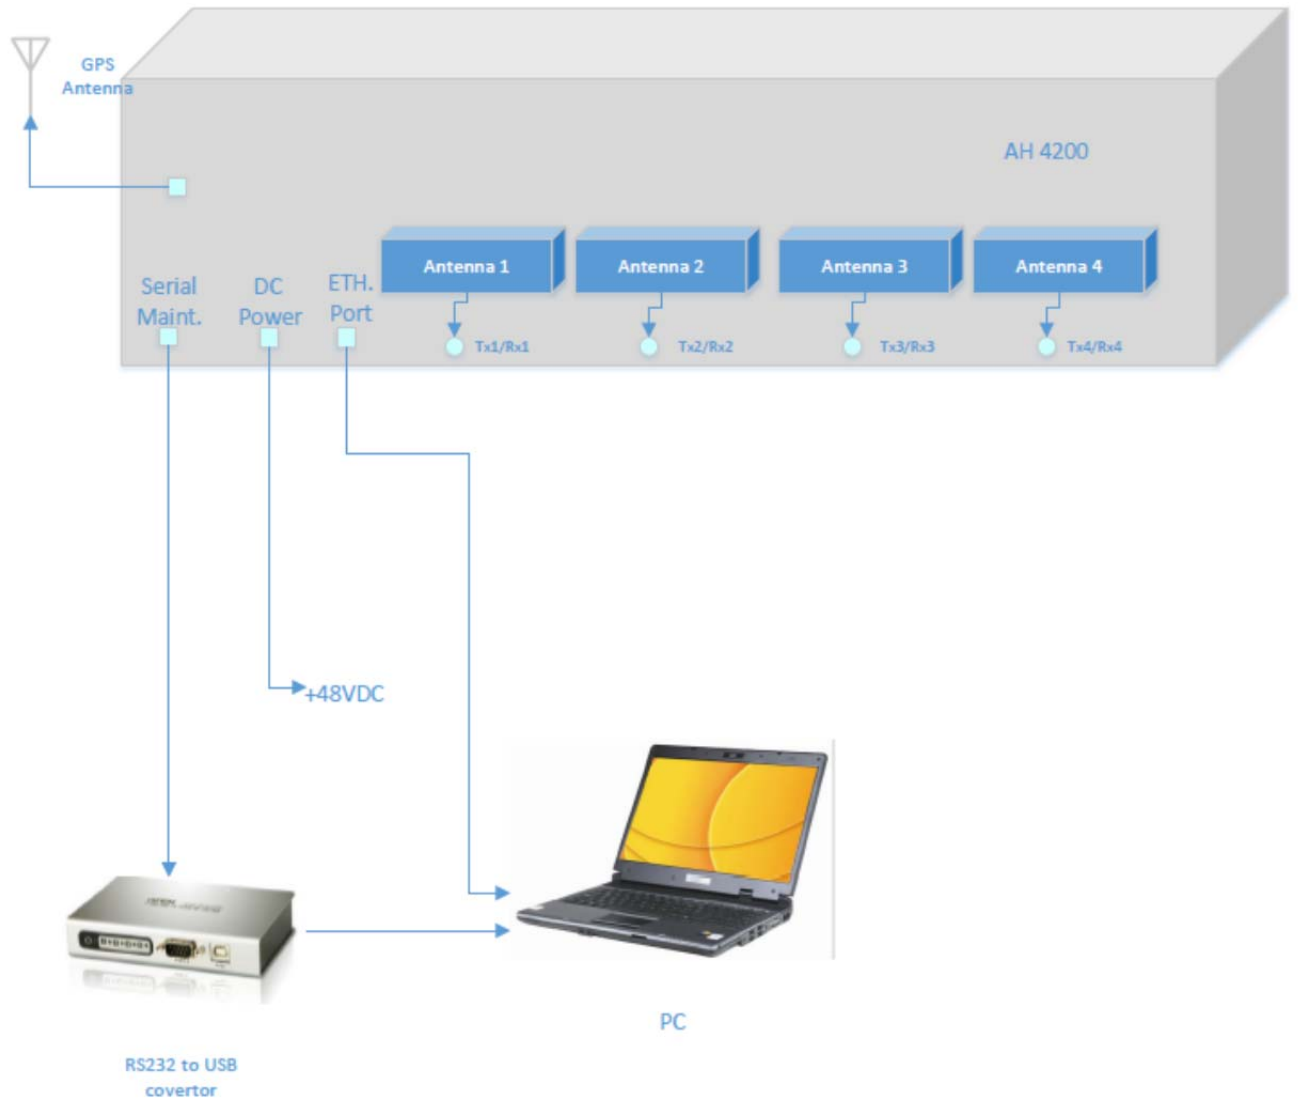 GPS
Antenna
AH 4200
Antenna 1
Antenna 2
Antenna 3
Antenna 4
Serial
Maint.
DC
Power
ETH.
Port
Tx1/Rx1
Tx2/Rx2
Tx3/Rx3
Tx4/Rx4
+48VDC
PC
RS232 to USB
covertor